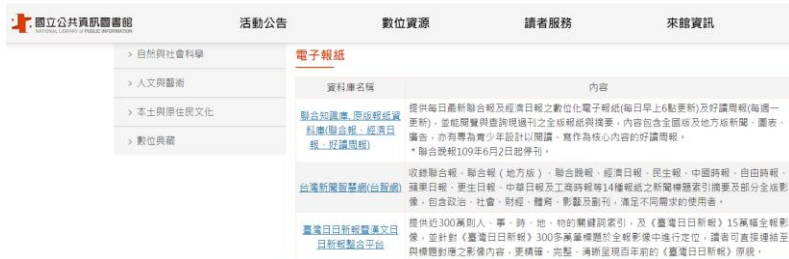 國立公共資訊圖書館
NATIONAL LIBRARY of PUBLIC INFORMATION
活動公告
數位資源
讀者服務
來館資訊
> 自然與社會科學
> 人文與藝術
> 本土與原住民文化
> 數位典藏
電子報紙
資料庫名稱
內容
聯合知識庫_原版報紙資
料庫(聯合報、經濟日
報、好讀周報)
提供每日最新聯合報及經濟日報之數位化電子報紙(每日早上6點更新)及好讀周報(每週一
更新)，並能閱覽與查詢現過刊之全版報紙與摘要，內容包含全國版及地方版新聞、圖表、
廣告，亦有專為青少年設計以閱讀、寫作為核心內容的好讀周報。
*聯合晚報109年6月2日起停刊。
台灣新聞智慧網(台智網)
收錄聯合報、聯合報（地方版）、聯合晚報、經濟日報、民生報、中國時報、自由時報、
蘋果日報、更生日報、中華日報及工商時報等14種報紙之新聞標題索引摘要及部分全版影
像，包含政治、社會、財經、體育、影藝及副刊，滿足不同需求的使用者。
臺灣日日新報暨漢文日
日新報整合平台
提供近300萬則人、事、時、地、物的關鍵詞索引，及《臺灣日日新報》15萬幅全報影
像，並針對《臺灣日日新報》300多萬筆標題於全報影像中進行定位，讀者可直接連結至
與標題對應之影像內容，更精確、完整、清晰呈現百年前的《臺灣日日新報》原貌。